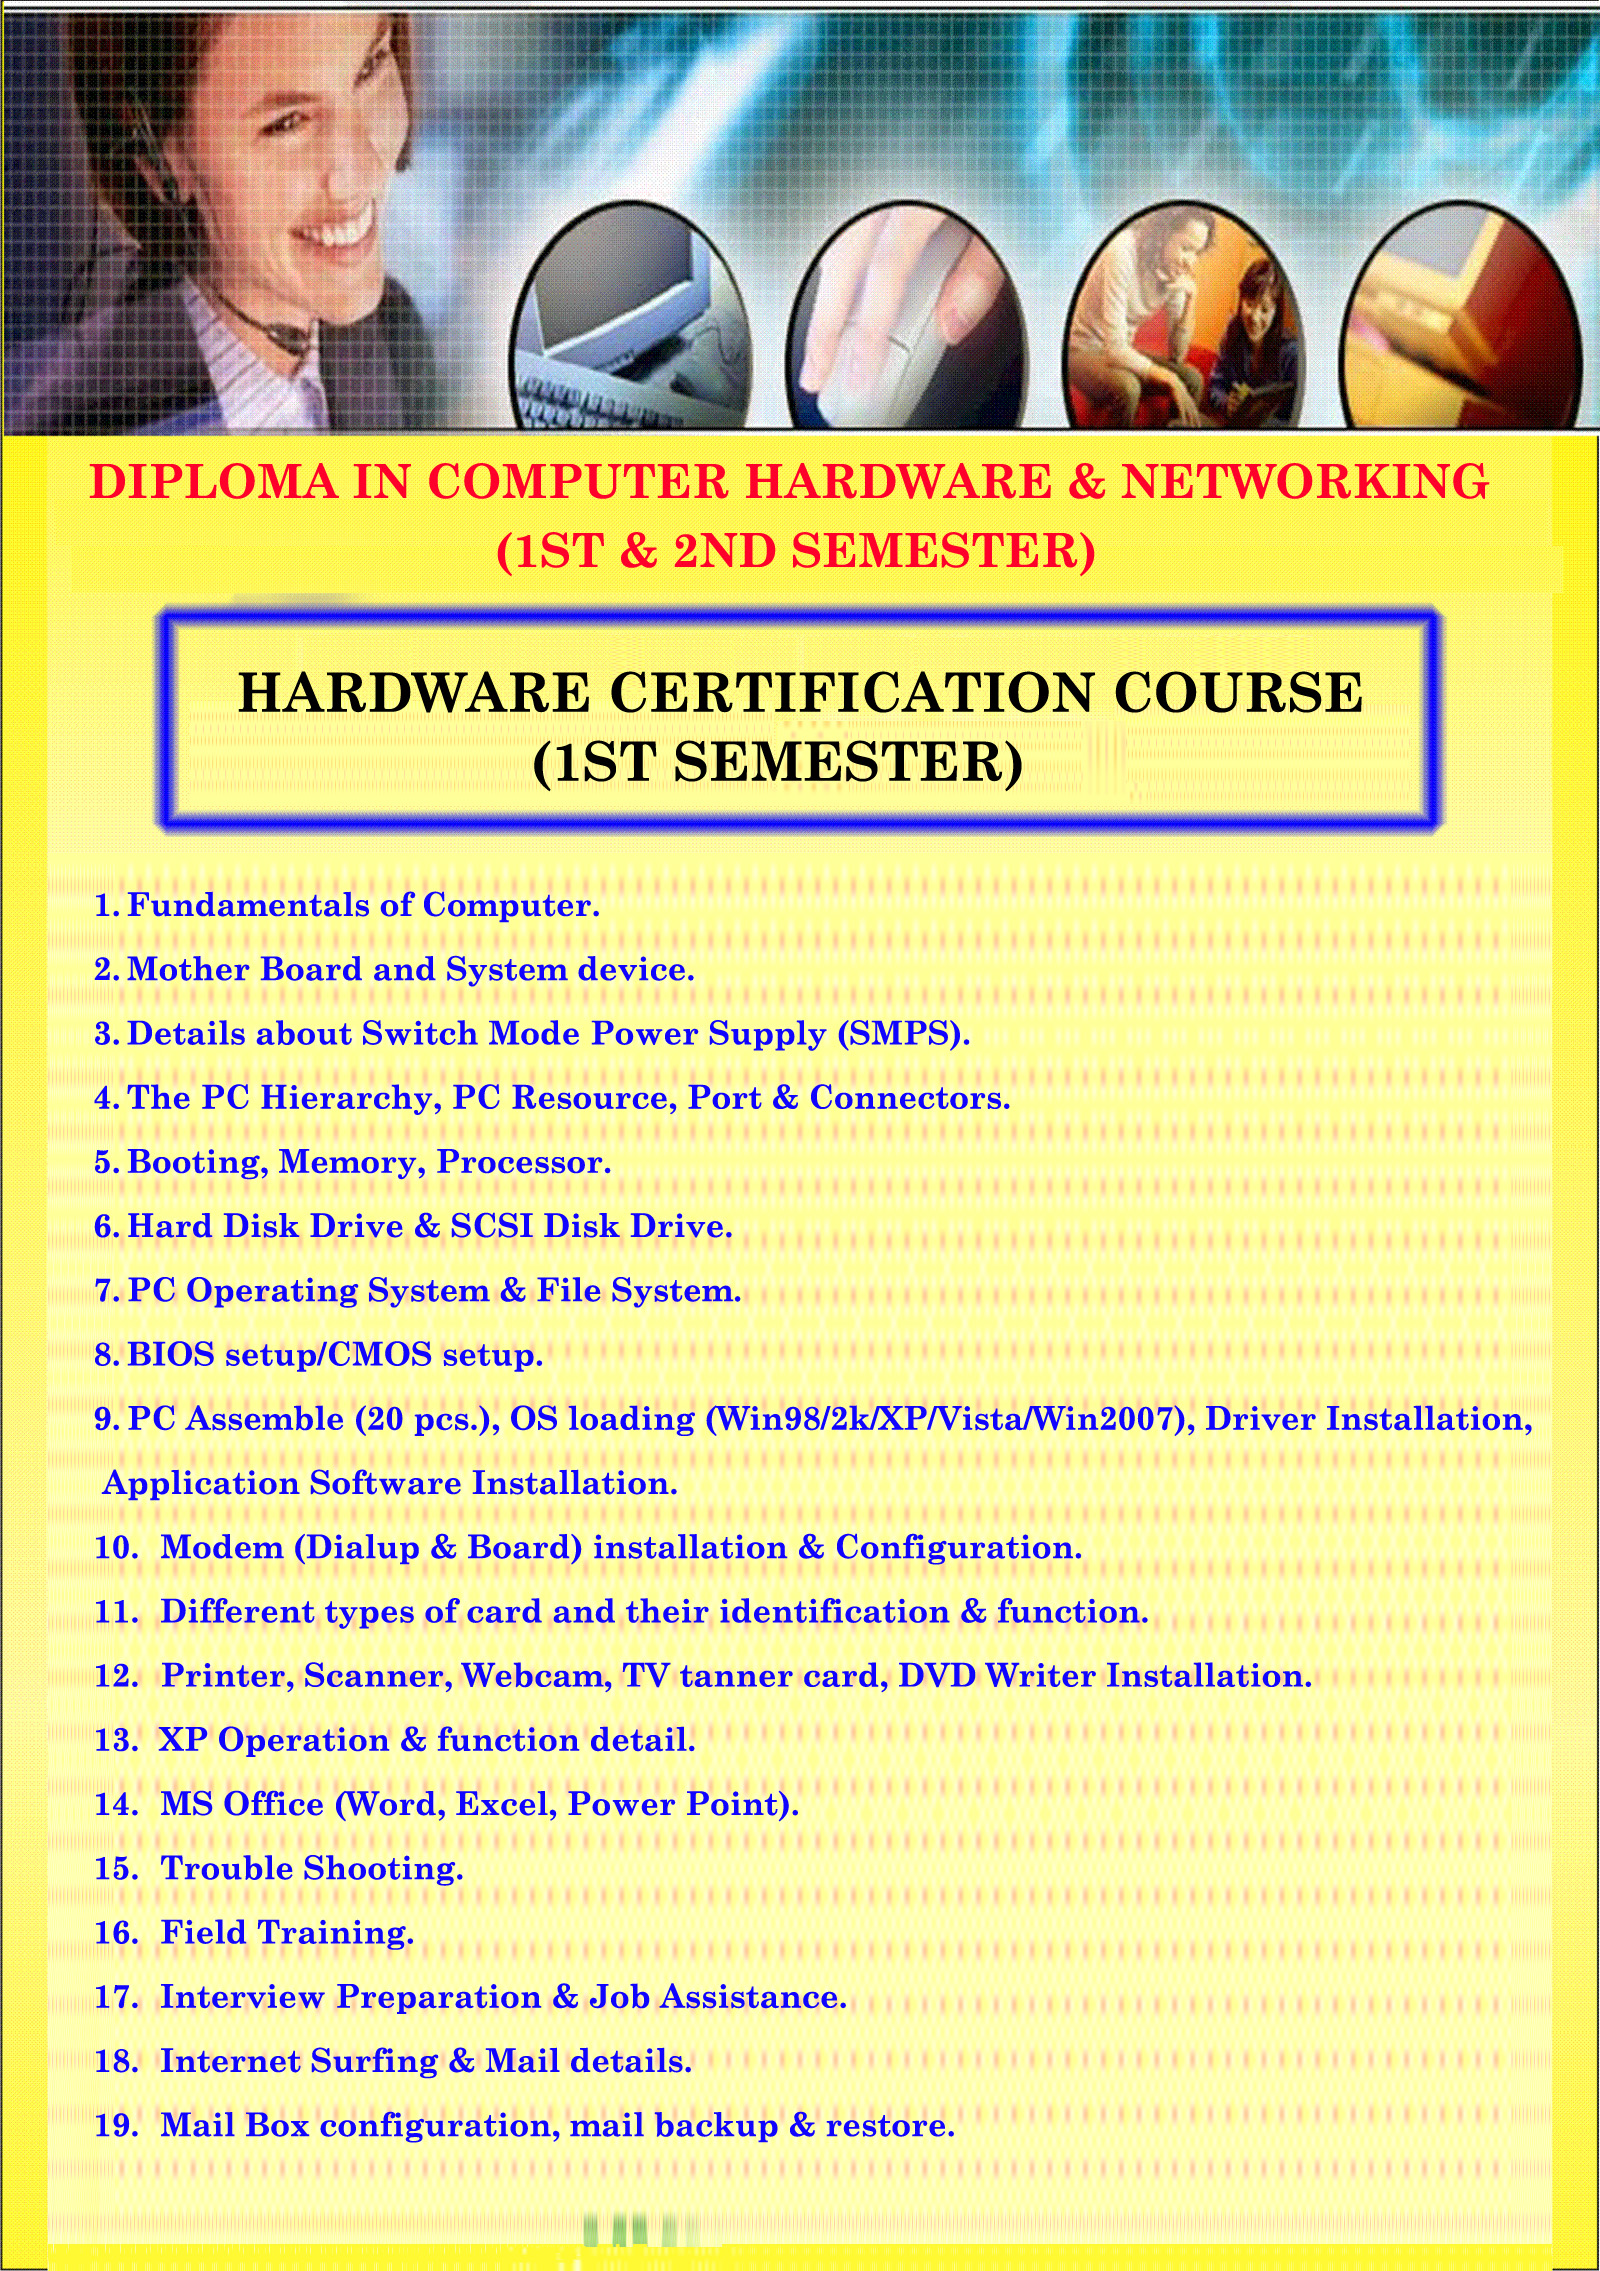 DIPLOMA IN COMPUTER HARDWARE & NETWORKING
(1ST & 2ND SEMESTER)
HARDWARE CERTIFICATION COURSE
(1ST SEMESTER)
1. Fundamentals of Computer.
2. Mother Board and System device.
3. Details about Switch Mode Power Supply (SMPS).
4. The PC Hierarchy, PC Resource, Port & Connectors.
5. Booting, Memory, Processor.
6. Hard Disk Drive & SCSI Disk Drive.
7. PC Operating System & File System.
8. BIOS setup/CMOS setup.
9. PC Assemble (20 pcs.), OS loading (Win98/2k/XP/Vista/Win2007), Driver Installation,
Application Software Installation.
10. Modem (Dialup & Board) installation & Configuration.
11. Different types of card and their identification & function.
12. Printer, Scanner, Webcam, TV tanner card, DVD Writer Installation.
13. XP Operation & function detail.
14. MS Office (Word, Excel, Power Point).
15. Trouble Shooting.
16. Field Training.
17. Interview Preparation & Job Assistance.
18. Internet Surfing & Mail details.
19. Mail Box configuration, mail backup & restore.